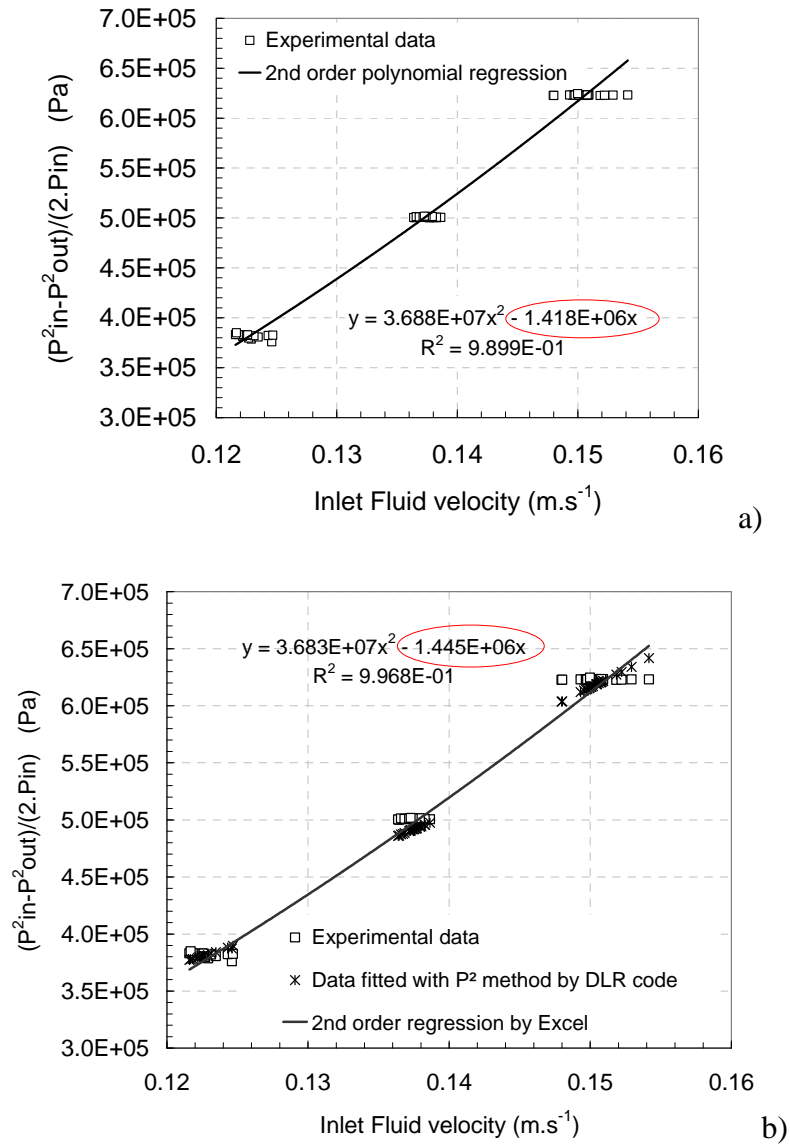 7.0E+05
6.5E+05
6.0E+05
5.5E+05
5.0E+05
4.5E+05
4.0E+05
3.5E+05
3.0E+05
(P²in-P²out)/(2.Pin) (Pa)
Experimental data
2nd order polynomial regression
y = 3.688E+07x² - 1.418E+06x
R² = 9.899E-01
0.12 0.13 0.14 0.15 0.16
Inlet Fluid velocity (m.s⁻¹)
a)
7.0E+05
6.5E+05
6.0E+05
5.5E+05
5.0E+05
4.5E+05
4.0E+05
3.5E+05
3.0E+05
(P²in-P²out)/(2.Pin) (Pa)
y = 3.683E+07x² - 1.445E+06x
R² = 9.968E-01
Experimental data
Data fitted with P² method by DLR code
2nd order regression by Excel
0.12 0.13 0.14 0.15 0.16
Inlet Fluid velocity (m.s⁻¹)
b)